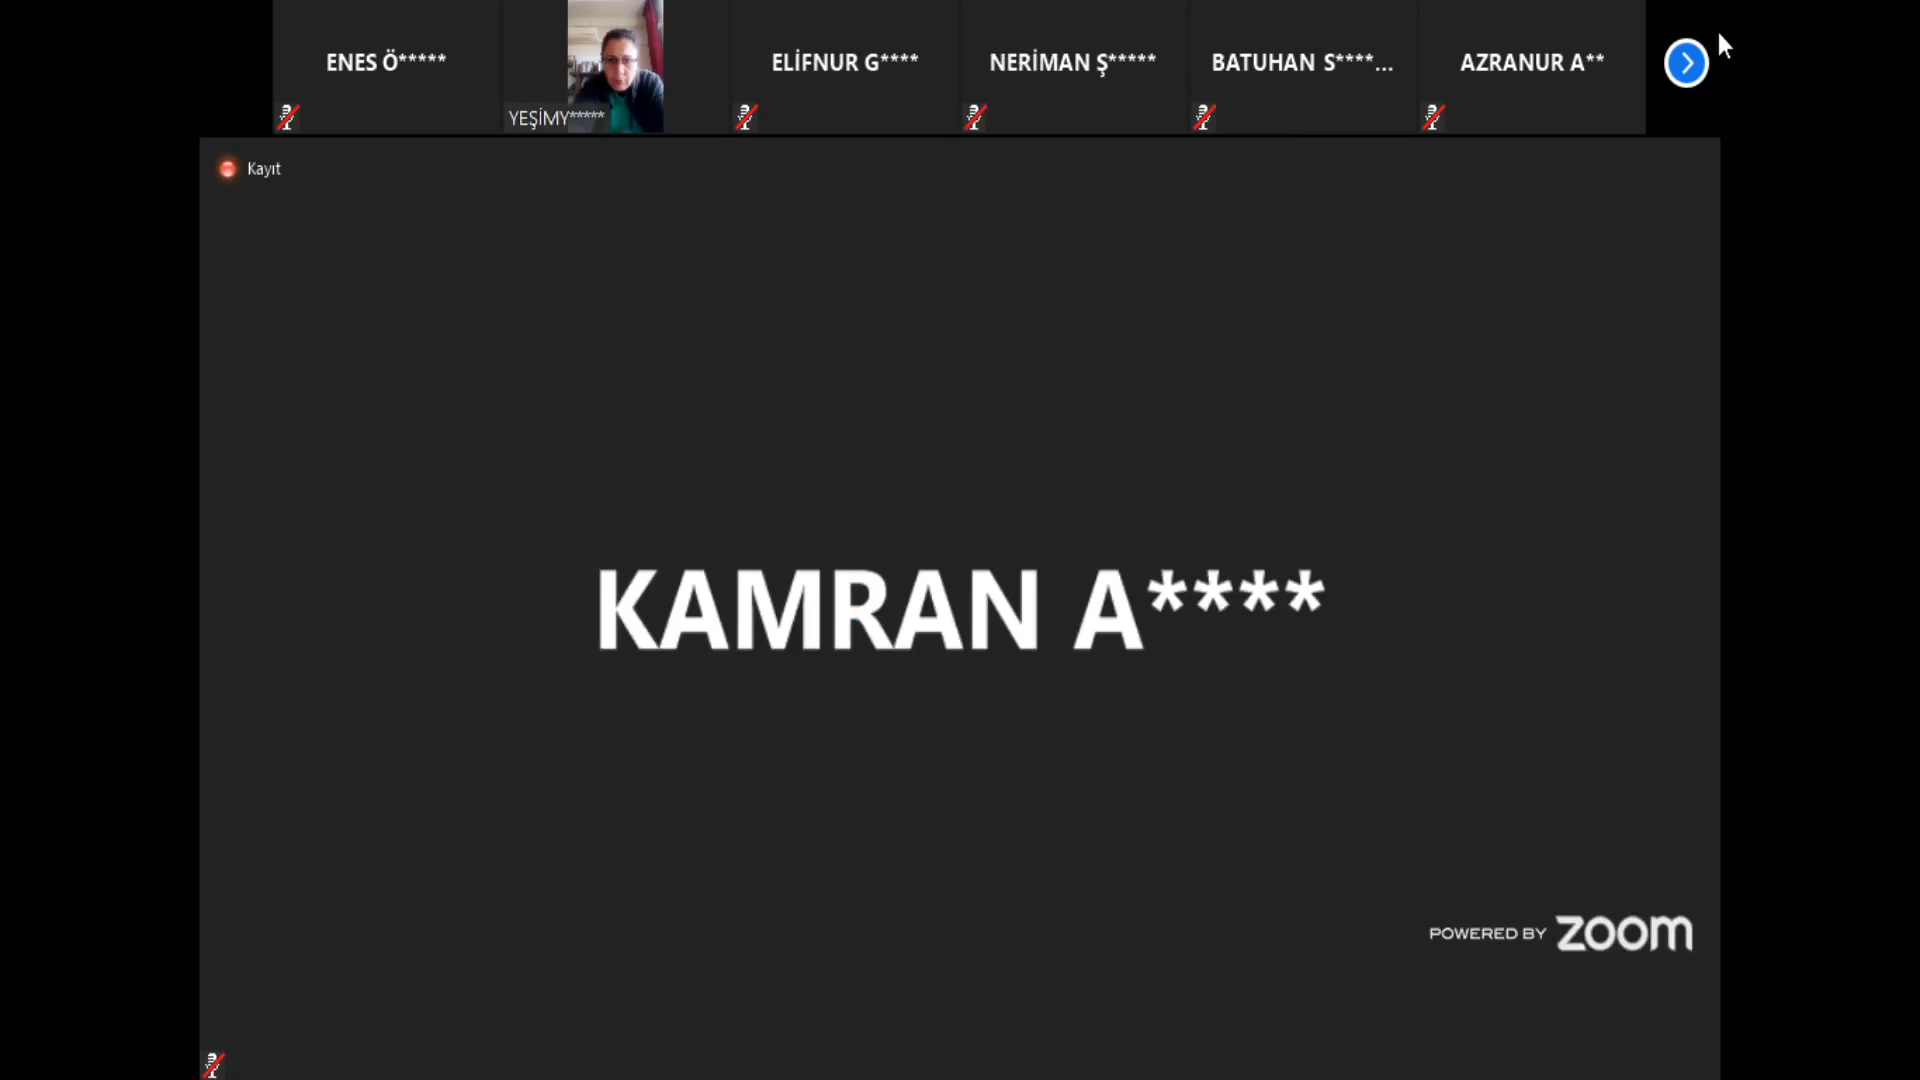 ENES Ö*****
YEŞİMY*****
ELİFNUR G****
NERİMAN Ş*****
BATUHAN S****...
AZRANUR A**
Kayıt
KAMRAN A****
POWERED BY zoom